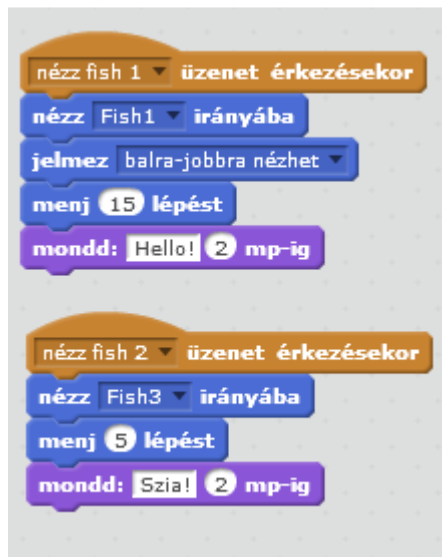 nézz fish 1 üzenet érkezésekor
nézz Fish1 irányába
jelmez balra-jobbra nézhet
menj 15 lépést
mondd: Hello! 2 mp-ig
nézz fish 2 üzenet érkezésekor
nézz Fish3 irányába
menj 5 lépést
mondd: Szia! 2 mp-ig